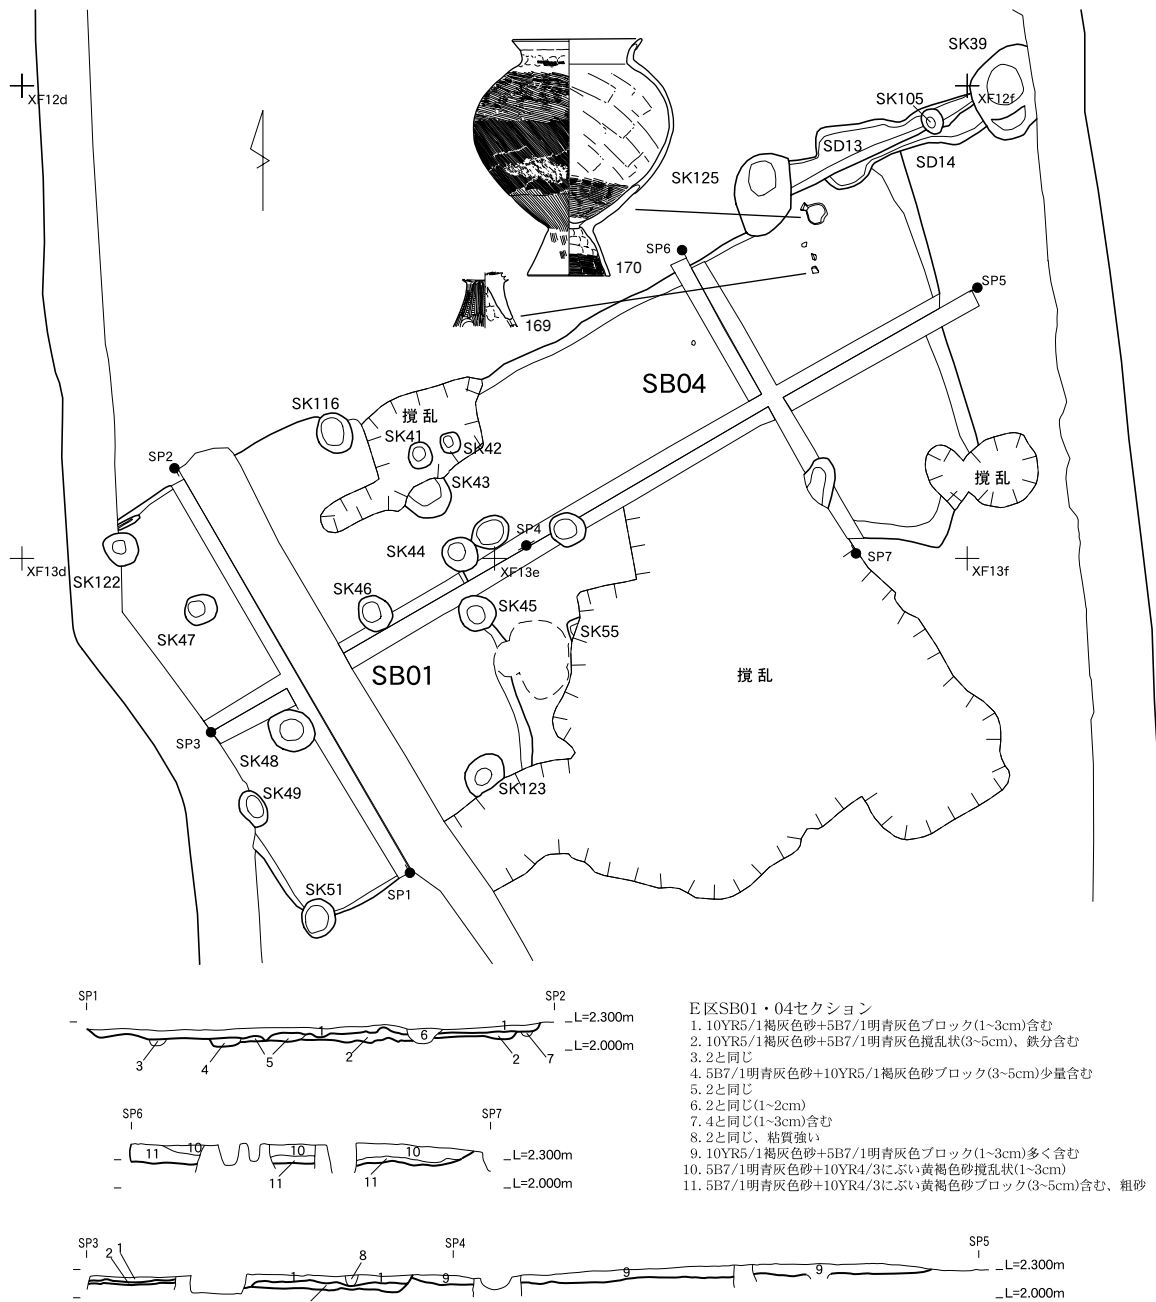 SK39
XF12d
SK105
XF12f
SD13
SD14
SK125
SP6
170
SP5
169
SB04
SK116
攪乱
SK41
SK42
SP2
SK43
攪乱
SK44
SP4
XF13d
XF13e
SP7
XF13f
SK122
SK46
SK45
SK47
SK55
SB01
攪乱
SP3
SK48
SK49
SK123
SK51
SP1
SP1
SP2
L=2.300m
1
1
6
L=2.000m
3
4
5
2
2
7
SP6
SP7
11
10
10
10
L=2.300m
11
11
L=2.000m
SP3
SP4
SP5
2
1
8
1
1
9
9
9
L=2.300m
L=2.000m
E区SB01・04セクション
1. 10YR5/1褐灰色砂+5B7/1明青灰色ブロック(1~3cm)含む
2. 10YR5/1褐灰色砂+5B7/1明青灰色攪乱状(3~5cm)、鉄分含む
3. 2と同じ
4. 5B7/1明青灰色砂+10YR5/1褐灰色砂ブロック(3~5cm)少量含む
5. 2と同じ
6. 2と同じ(1~2cm)
7. 4と同じ(1~3cm)含む
8. 2と同じ、粘質強い
9. 10YR5/1褐灰色砂+5B7/1明青灰色ブロック(1~3cm)多く含む
10. 5B7/1明青灰色砂+10YR4/3にぶい黄褐色砂攪乱状(1~3cm)
11. 5B7/1明青灰色砂+10YR4/3にぶい黄褐色砂ブロック(3~5cm)含む、粗砂